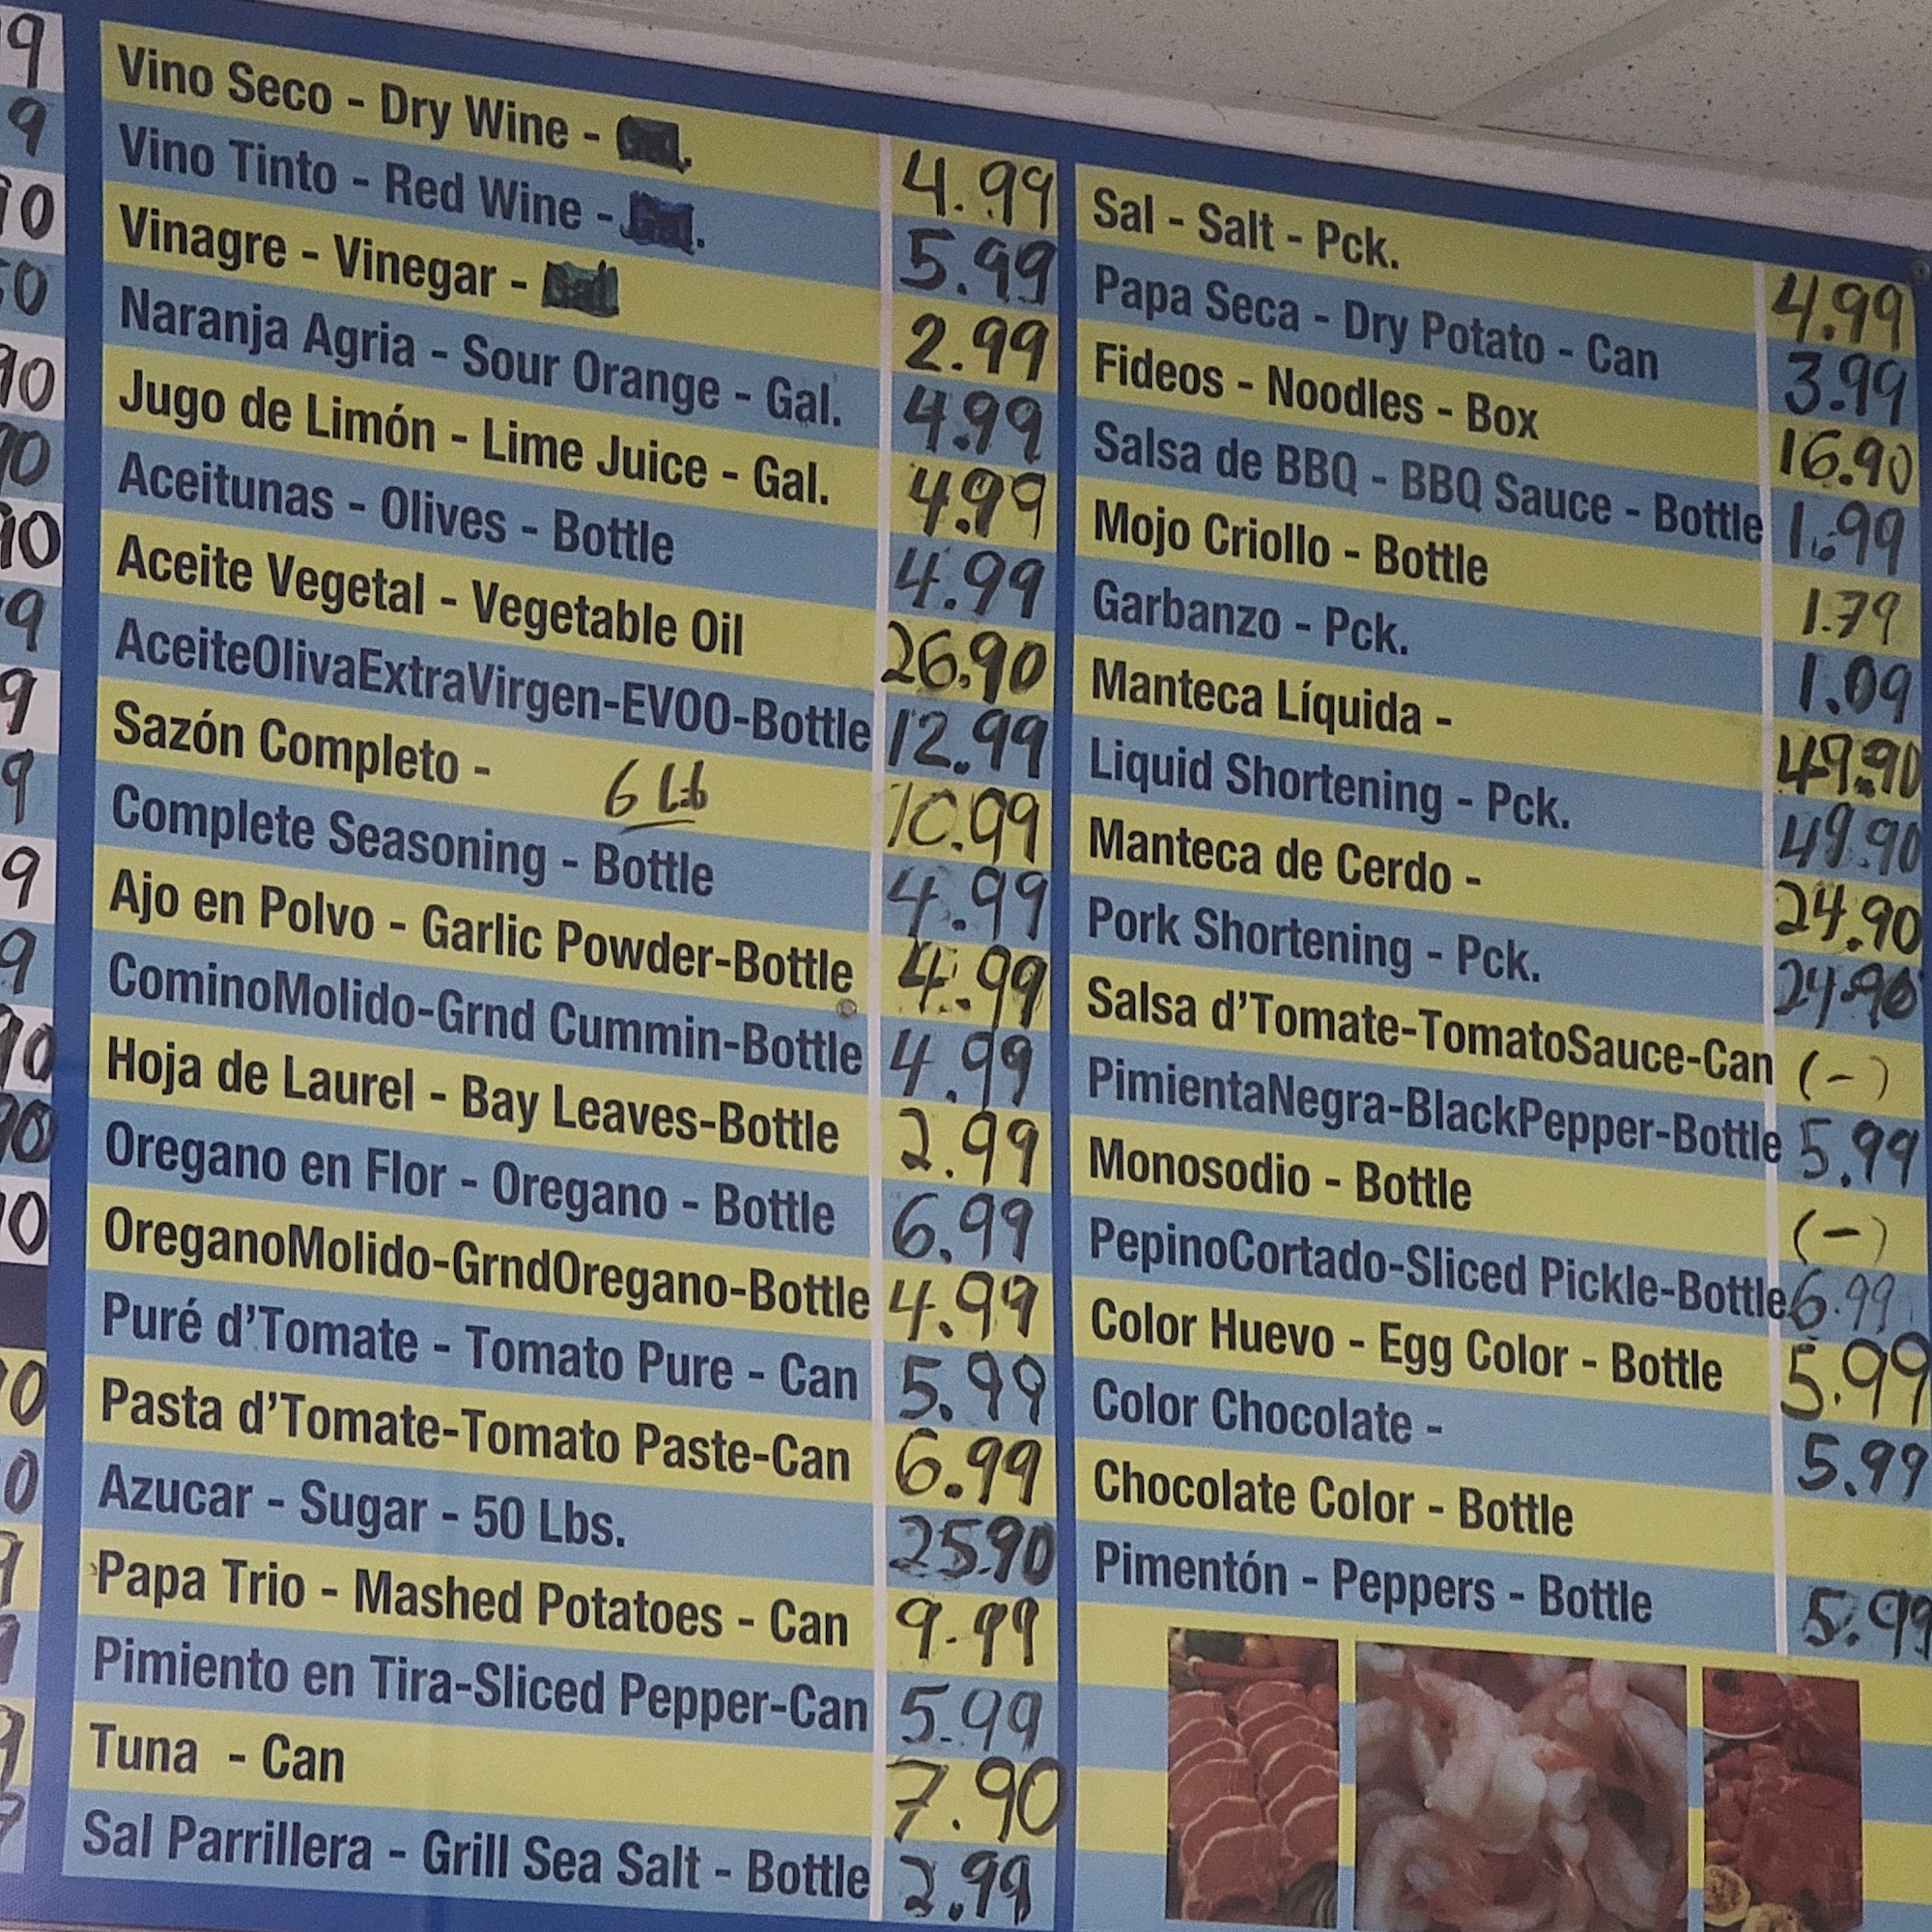 Vino Seco - Dry Wine - 4.99
Vino Tinto - Red Wine - 5.99
Vinagre - Vinegar - 2.99
Naranja Agria - Sour Orange - Gal. 4.99
Jugo de Limón - Lime Juice - Gal. 4.99
Aceitunas - Olives - Bottle 4.99
Aceite Vegetal - Vegetable Oil 26.90
AceiteOlivaExtraVirgen-EVOO-Bottle 12.99
Sazón Completo - 6 Lb 10.99
Complete Seasoning - Bottle 4.99
Ajo en Polvo - Garlic Powder-Bottle 4.99
CominoMolido-Grnd Cummin-Bottle 4.99
Hoja de Laurel - Bay Leaves-Bottle 2.99
Oregano en Flor - Oregano - Bottle 6.99
OreganoMolido-GrndOregano-Bottle 4.99
Puré d'Tomate - Tomato Pure - Can 5.99
Pasta d'Tomate-Tomato Paste-Can 6.99
Azucar - Sugar - 50 Lbs. 25.90
Papa Trio - Mashed Potatoes - Can 9.99
Pimiento en Tira-Sliced Pepper-Can 5.99
Tuna - Can 7.90
Sal Parrillera - Grill Sea Salt - Bottle 2.99
Sal - Salt - Pck. 4.99
Papa Seca - Dry Potato - Can 3.99
Fideos - Noodles - Box 16.90
Salsa de BBQ - BBQ Sauce - Bottle 1.99
Mojo Criollo - Bottle 1.79
Garbanzo - Pck. 1.09
Manteca Líquida - 49.90
Liquid Shortening - Pck. 49.90
Manteca de Cerdo - 24.90
Pork Shortening - Pck. 24.90
Salsa d'Tomate-TomatoSauce-Can (-)
PimientaNegra-BlackPepper-Bottle 5.99
Monosodio - Bottle (-)
PepinoCortado-Sliced Pickle-Bottle 6.99
Color Huevo - Egg Color - Bottle 5.99
Color Chocolate - 5.99
Chocolate Color - Bottle
Pimentón - Peppers - Bottle 5.99